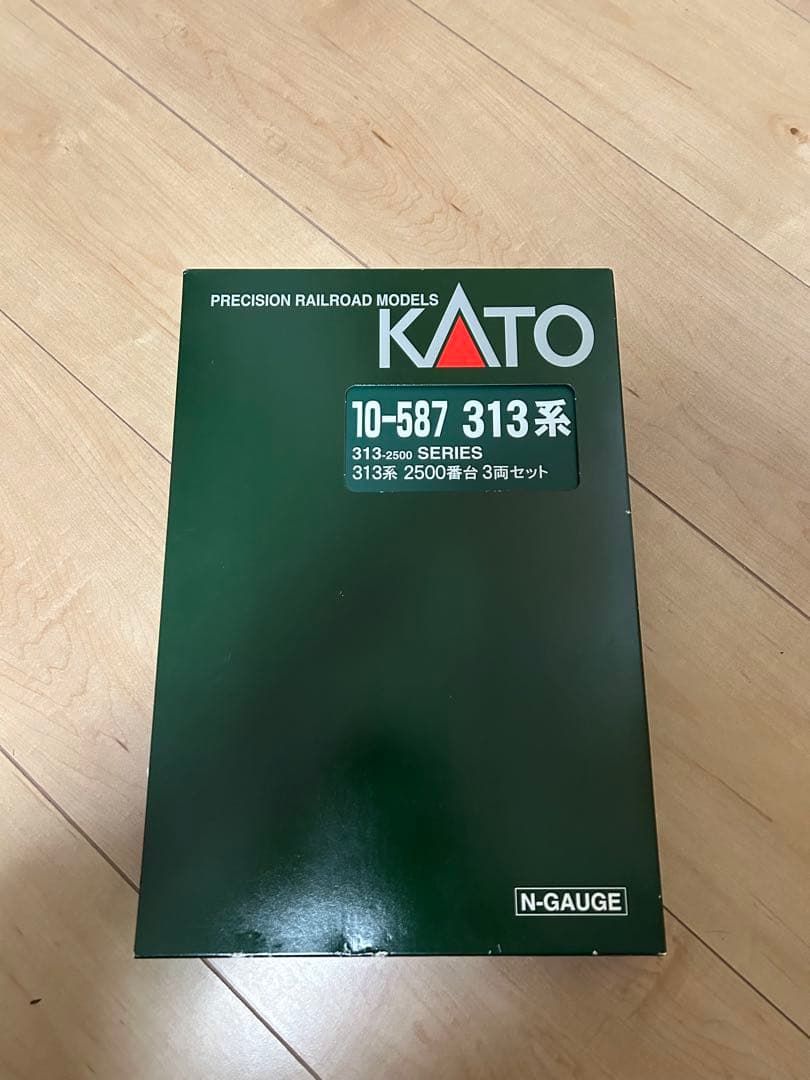 PRECISION RAILROAD MODELS
KATO
10-587 313系
313-2500 SERIES
313系 2500番台 3両セット
N-GAUGE